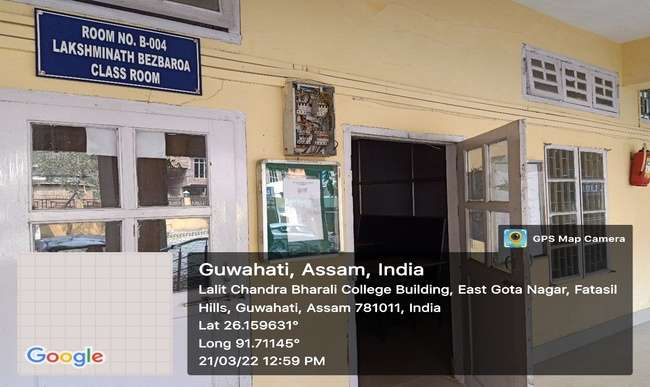 ROOM NO. B-004
LAKSHMINATH BEZBAROA
CLASS ROOM
GPS Map Camera
Guwahati, Assam, India
Lalit Chandra Bharali College Building, East Gota Nagar, Fatasil
Hills, Guwahati, Assam 781011, India
Lat 26.159631°
Long 91.71145°
21/03/22 12:59 PM
Google